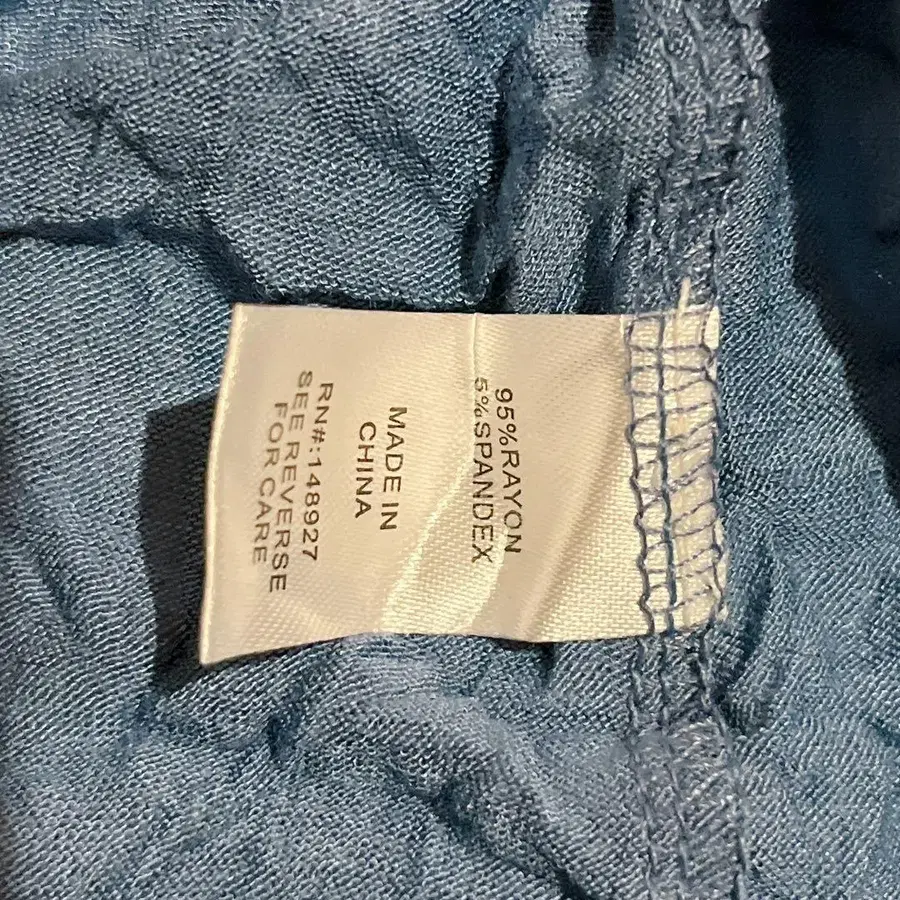 95%RAYON
5%SPANDEX
MADE IN
CHINA
RN#:148927
SEE REVERSE
FOR CARE